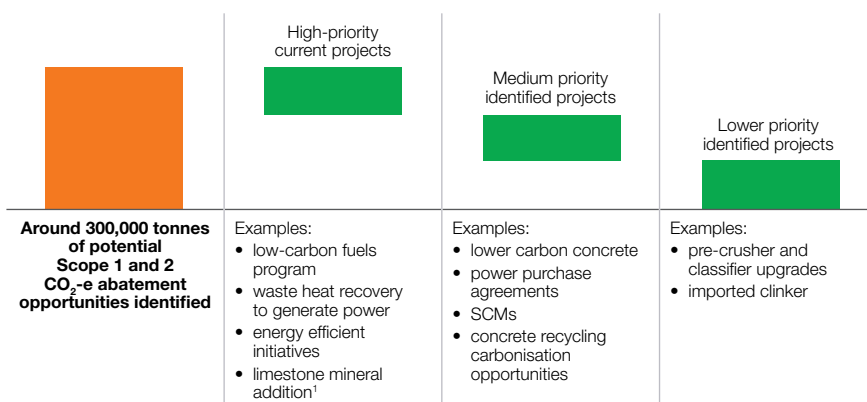 High-priority
current projects
Medium priority
identified projects
Lower priority
identified projects
Around 300,000 tonnes
of potential
Scope 1 and 2
CO₂-e abatement
opportunities identified
Examples:
• low-carbon fuels
program
• waste heat recovery
to generate power
• energy efficient
initiatives
• limestone mineral
addition¹
Examples:
• lower carbon concrete
• power purchase
agreements
• SCMs
• concrete recycling
carbonisation
opportunities
Examples:
• pre-crusher and
classifier upgrades
• imported clinker